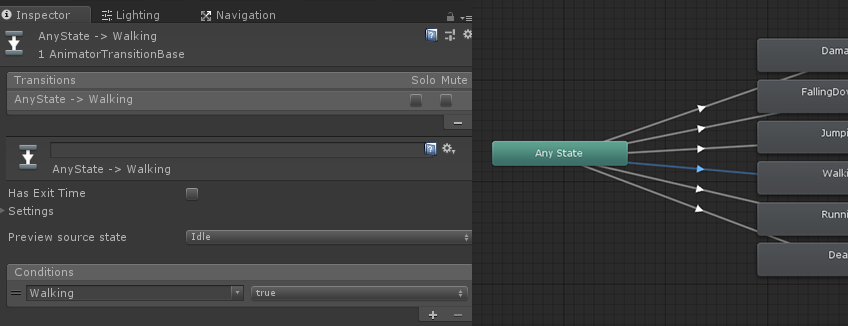 Inspector Lighting Navigation
AnyState -> Walking
1 AnimatorTransitionBase
Transitions Solo Mute
AnyState -> Walking
AnyState -> Walking
Has Exit Time
Settings
Preview source state Idle
Conditions
Walking true
Any State
Dama
FallingDow
Jumpi
Walki
Runni
Dea